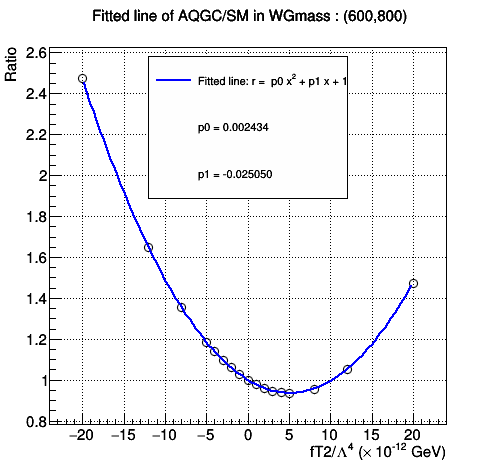 Fitted line of AQGC/SM in WGmass : (600,800)
Ratio
2.6
2.4
2.2
2
1.8
1.6
1.4
1.2
1
0.8
Fitted line: r = p0 x² + p1 x + 1
p0 = 0.002434
p1 = -0.025050
−20 −15 −10 −5 0 5 10 15 20
fT2/Λ⁴ (× 10⁻¹² GeV)